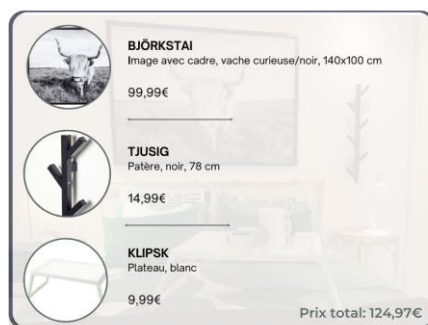 BJÖRKSTAI
Image avec cadre, vache curieuse/noir, 140x100 cm
99,99€
TJUSIG
Patère, noir, 78 cm
14,99€
KLIPSK
Plateau, blanc
9,99€
Prix total: 124,97€